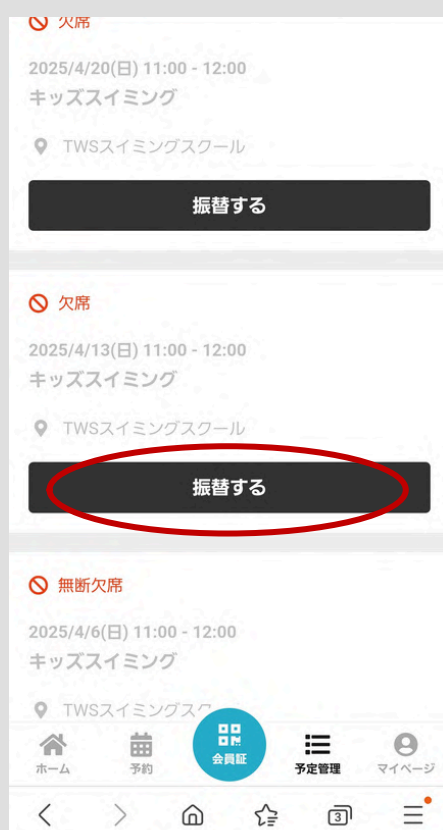 欠席
2025/4/20(日) 11:00 - 12:00
キッズスイミング
TWSスイミングスクール
振替する
欠席
2025/4/13(日) 11:00 - 12:00
キッズスイミング
TWSスイミングスクール
振替する
無断欠席
2025/4/6(日) 11:00 - 12:00
キッズスイミング
TWSスイミングスク
ホーム 予約 会員証 予定管理 マイページ
3